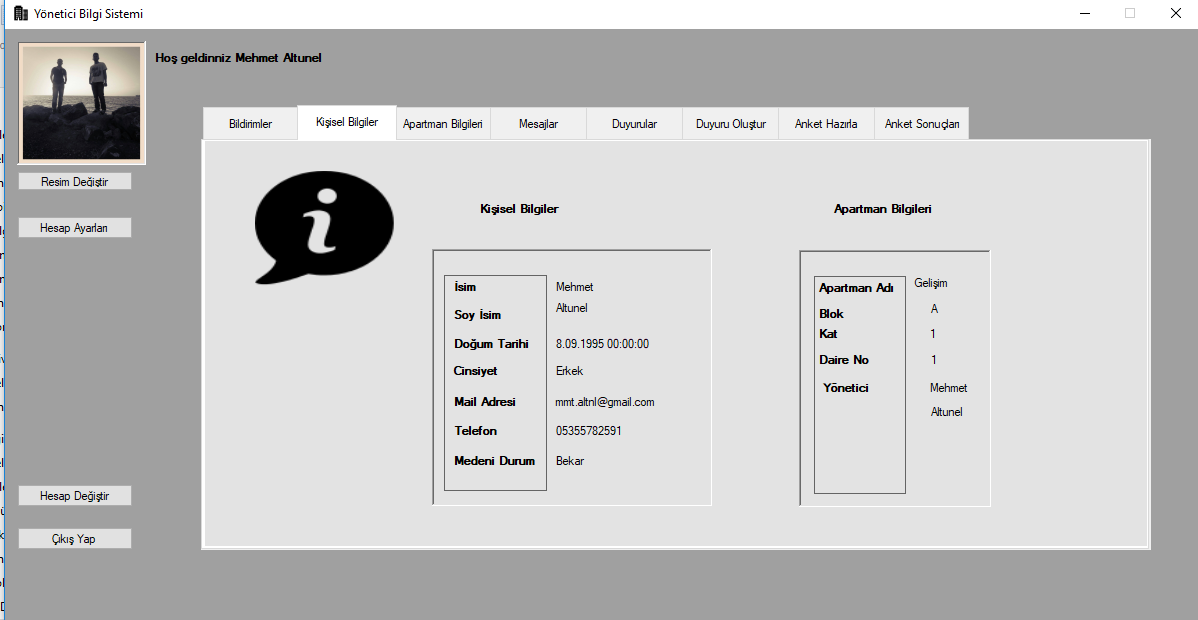 Yönetici Bilgi Sistemi
Hoş geldinniz Mehmet Altunel
Resim Değiştir
Hesap Ayarları
Hesap Değiştir
Çıkış Yap
Bildirimler
Kişisel Bilgiler
Apartman Bilgileri
Mesajlar
Duyurular
Duyuru Oluştur
Anket Hazırla
Anket Sonuçları
Kişisel Bilgiler
İsim Mehmet
Soy İsim Altunel
Doğum Tarihi 8.09.1995 00:00:00
Cinsiyet Erkek
Mail Adresi mmt.altnl@gmail.com
Telefon 05355782591
Medeni Durum Bekar
Apartman Bilgileri
Apartman Adı Gelişim
Blok A
Kat 1
Daire No 1
Yönetici Mehmet
Altunel